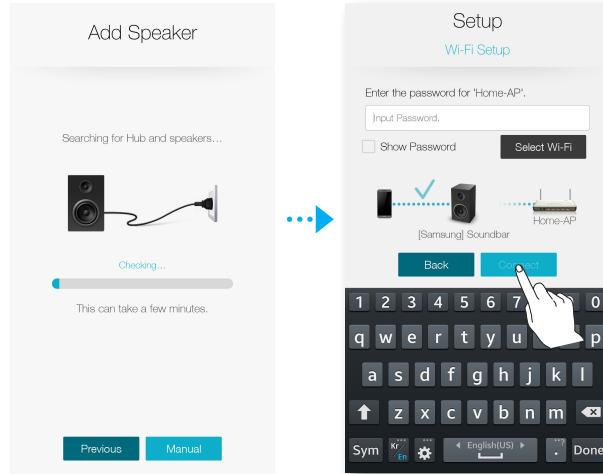 Add Speaker
Searching for Hub and speakers...
Checking...
This can take a few minutes.
Previous
Manual
Setup
Wi-Fi Setup
Enter the password for 'Home-AP'.
Input Password.
Show Password
Select Wi-Fi
Home-AP
[Samsung] Soundbar
Back
Connect
1 2 3 4 5 6 7 0
q w e r t y u p
a s d f g h j k l
z x c v b n m
Sym Kr/En English(US) . ? Done